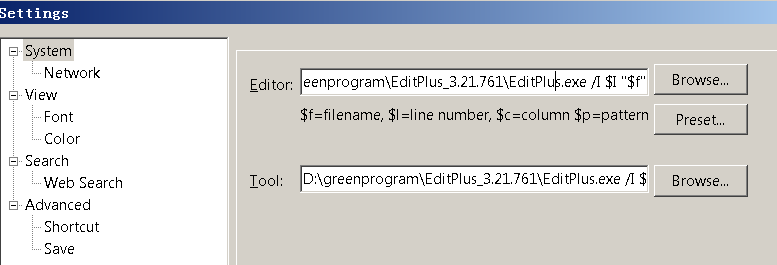 Settings
System
Network
View
Font
Color
Search
Web Search
Advanced
Shortcut
Save
Editor: eenprogram\EditPlus_3.21.761\EditPlus.exe /I $I "$f" Browse...
$f=filename, $l=line number, $c=column $p=pattern Preset...
Tool: D:\greenprogram\EditPlus_3.21.761\EditPlus.exe /I $ Browse...